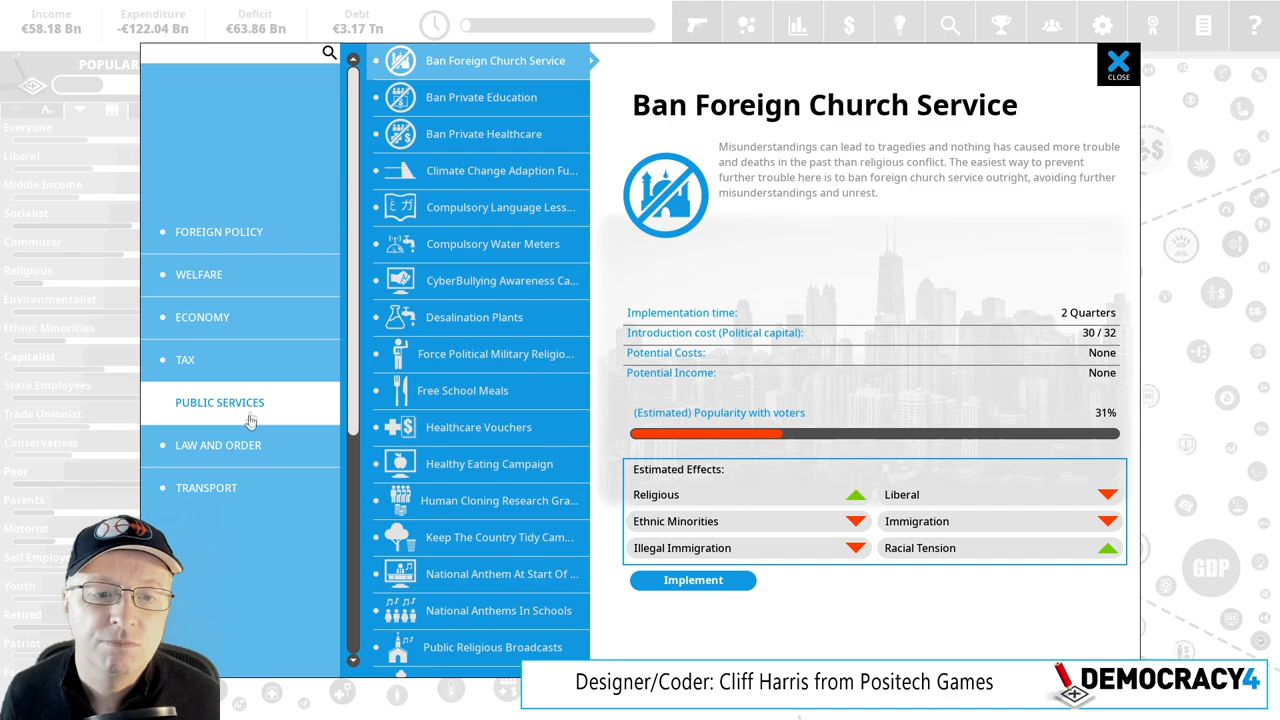 Income
€58.18 Bn
Expenditure
-€122.04 Bn
Deficit
€63.86 Bn
Debt
€3.17 Tn
?
POPULAR
Everyone
Liberal
Middle Income
Socialist
Commuter
Religious
Environmentalist
Ethnic Minorities
Capitalist
State Employees
Trade Unionist
Conservatives
Poor
Parents
Motorist
Self Employ
Youth
Retired
Patriot
FOREIGN POLICY
WELFARE
ECONOMY
TAX
PUBLIC SERVICES
LAW AND ORDER
TRANSPORT
Ban Foreign Church Service
Ban Private Education
Ban Private Healthcare
Climate Change Adaption Fu...
Compulsory Language Less...
Compulsory Water Meters
CyberBullying Awareness Ca...
Desalination Plants
Force Political Military Religio...
Free School Meals
Healthcare Vouchers
Healthy Eating Campaign
Human Cloning Research Gra...
Keep The Country Tidy Cam...
National Anthem At Start Of ...
National Anthems In Schools
Public Religious Broadcasts
CLOSE
Ban Foreign Church Service
Misunderstandings can lead to tragedies and nothing has caused more trouble
and deaths in the past than religious conflict. The easiest way to prevent
further trouble here is to ban foreign church service outright, avoiding further
misunderstandings and unrest.
Implementation time: 2 Quarters
Introduction cost (Political capital): 30 / 32
Potential Costs: None
Potential Income: None
(Estimated) Popularity with voters 31%
Estimated Effects:
Religious Liberal
Ethnic Minorities Immigration
Illegal Immigration Racial Tension
Implement
GDP
Designer/Coder: Cliff Harris from Positech Games
DEMOCRACY4